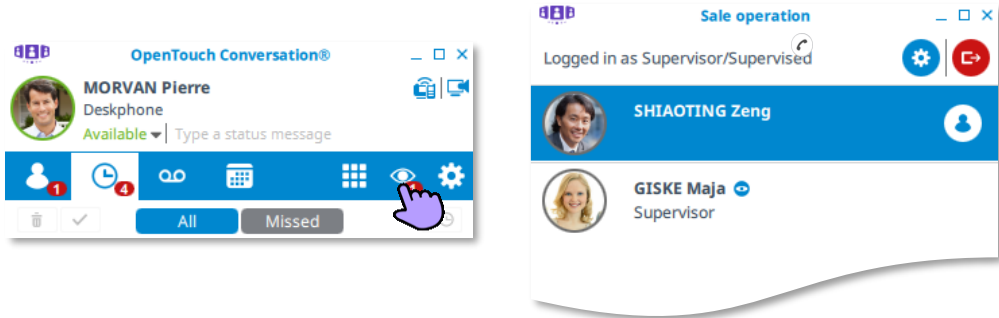 OpenTouch Conversation®
MORVAN Pierre
Deskphone
Available
Type a status message
1
4
All
Missed
Sale operation
Logged in as Supervisor/Supervised
SHIAOTING Zeng
GISKE Maja
Supervisor